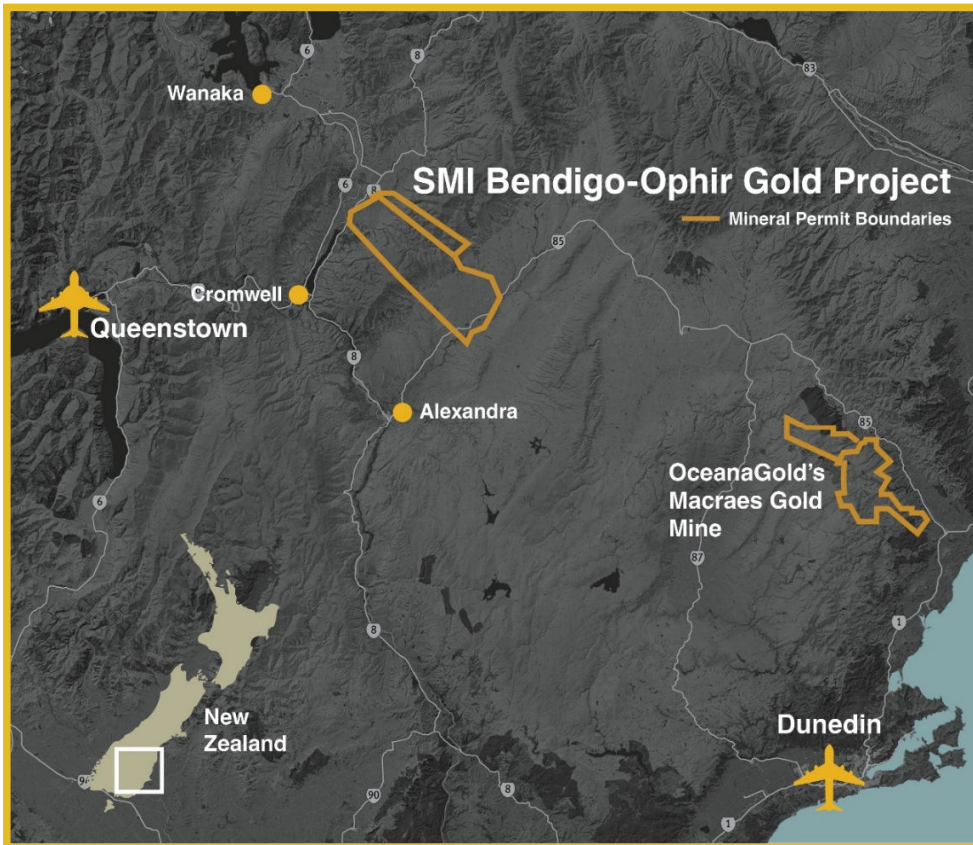 6
8
83
Wanaka
SMI Bendigo-Ophir Gold Project
6
8
Mineral Permit Boundaries
85
Cromwell
Queenstown
8
Alexandra
85
OceanaGold's
Macraes Gold
Mine
6
87
8
1
New
Zealand
Dunedin
90
8
1